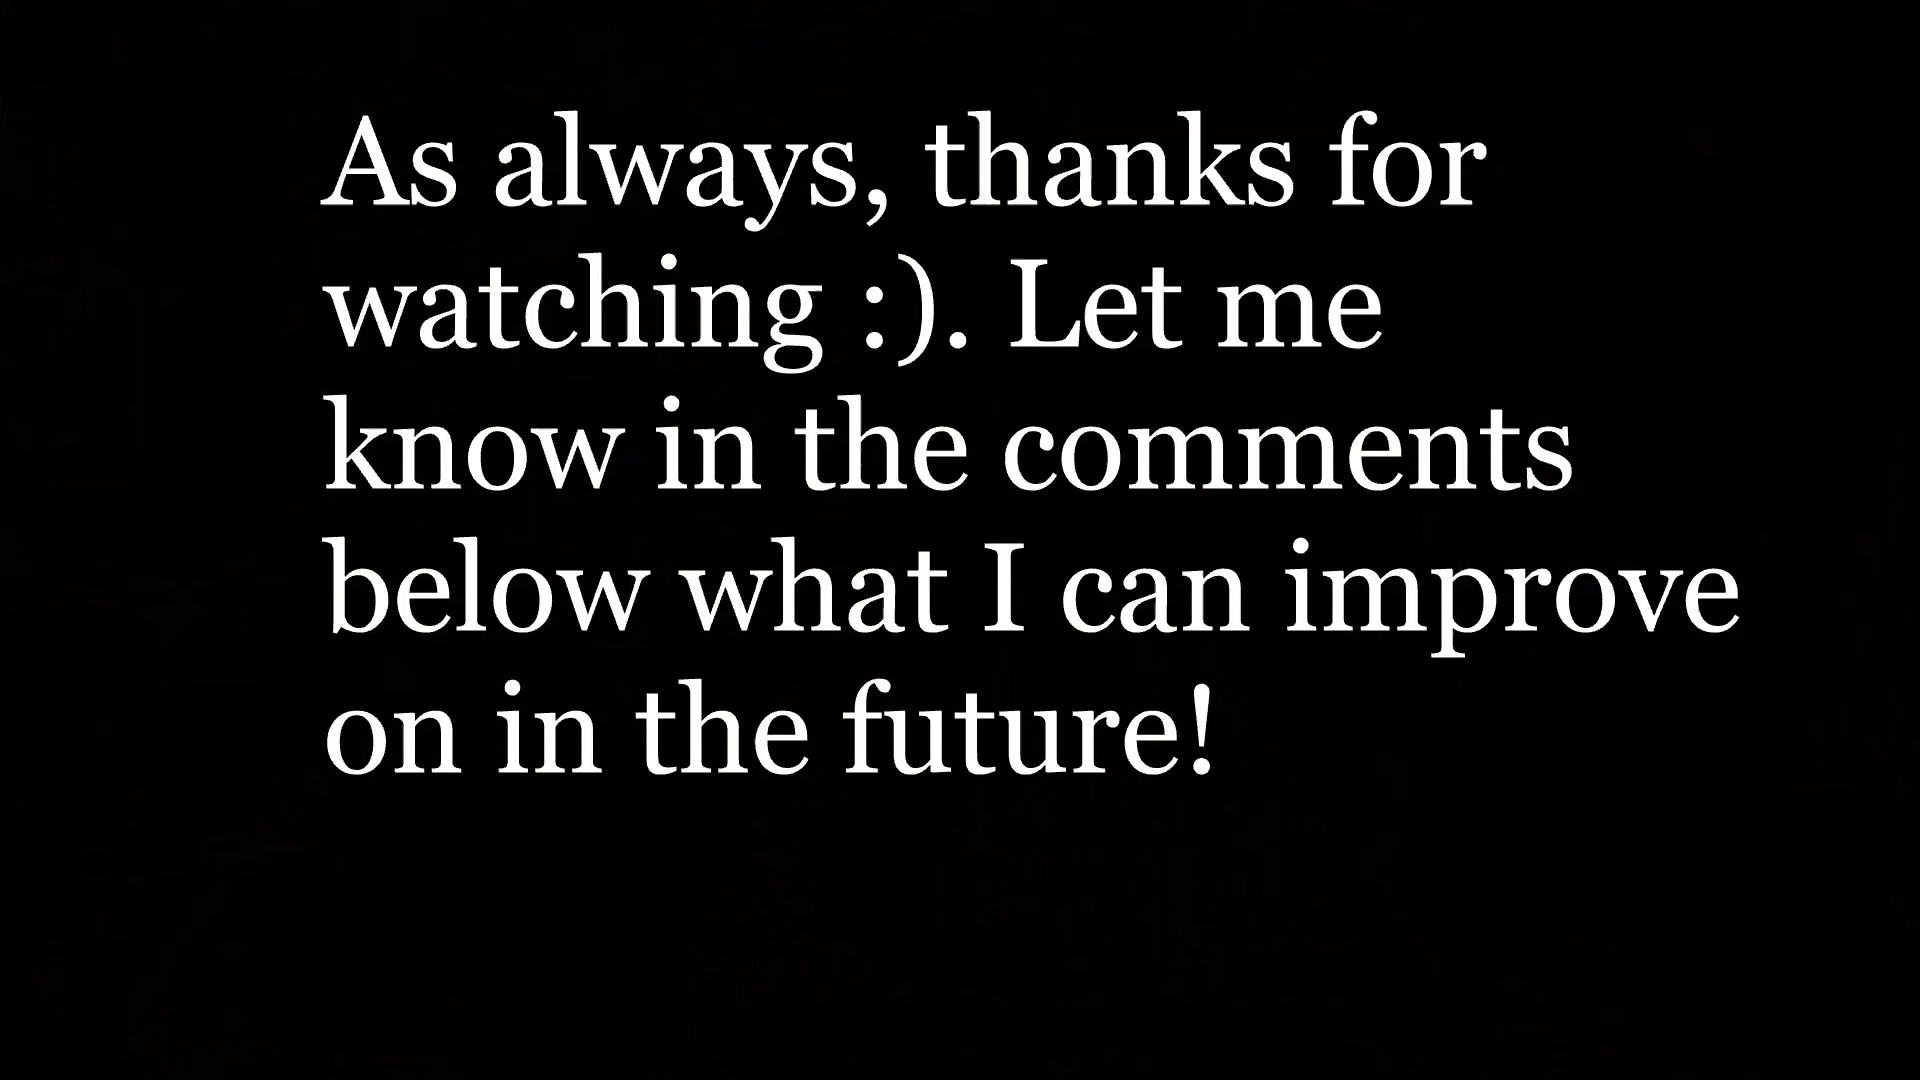 As always, thanks for
watching :). Let me
know in the comments
below what I can improve
on in the future!